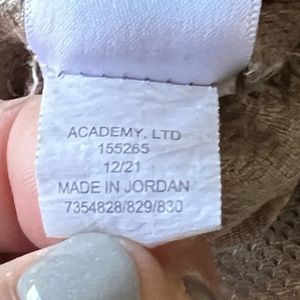 ACADEMY, LTD
155265
12/21
MADE IN JORDAN
7354828/829/830